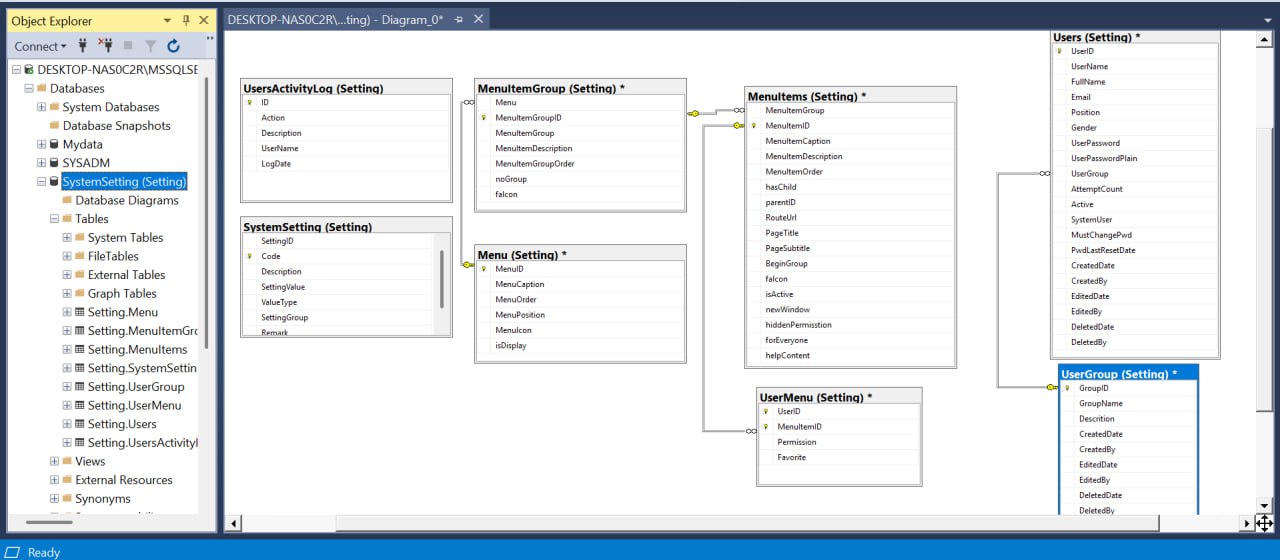 Object Explorer
Connect
DESKTOP-NAS0C2R\MSSQLSE
Databases
System Databases
Database Snapshots
Mydata
SYSADM
SystemSetting (Setting)
Database Diagrams
Tables
System Tables
FileTables
External Tables
Graph Tables
Setting.Menu
Setting.MenuItemGro
Setting.MenuItems
Setting.SystemSettin
Setting.UserGroup
Setting.UserMenu
Setting.Users
Setting.UsersActivityl
Views
External Resources
Synonyms
DESKTOP-NAS0C2R\...ting) - Diagram_0*
UsersActivityLog (Setting)
ID
Action
Description
UserName
LogDate
SystemSetting (Setting)
SettingID
Code
Description
SettingValue
ValueType
SettingGroup
Remark
MenuItemGroup (Setting) *
Menu
MenuItemGroupID
MenuItemGroup
MenuItemDescription
MenuItemGroupOrder
noGroup
faIcon
Menu (Setting) *
MenuID
MenuCaption
MenuOrder
MenuPosition
MenuIcon
isDisplay
MenuItems (Setting) *
MenuItemGroup
MenuItemID
MenuItemCaption
MenuItemDescription
MenuItemOrder
hasChild
parentID
RouteUrl
PageTitle
PageSubtitle
BeginGroup
faIcon
isActive
newWindow
hiddenPermisstion
forEveryone
helpContent
UserMenu (Setting) *
UserID
MenuItemID
Permission
Favorite
Users (Setting) *
UserID
UserName
FullName
Email
Position
Gender
UserPassword
UserPasswordPlain
UserGroup
AttemptCount
Active
SystemUser
MustChangePwd
PwdLastResetDate
CreatedDate
CreatedBy
EditedDate
EditedBy
DeletedDate
DeletedBy
UserGroup (Setting) *
GroupID
GroupName
Descrition
CreatedDate
CreatedBy
EditedDate
EditedBy
DeletedDate
DeletedBy
Ready